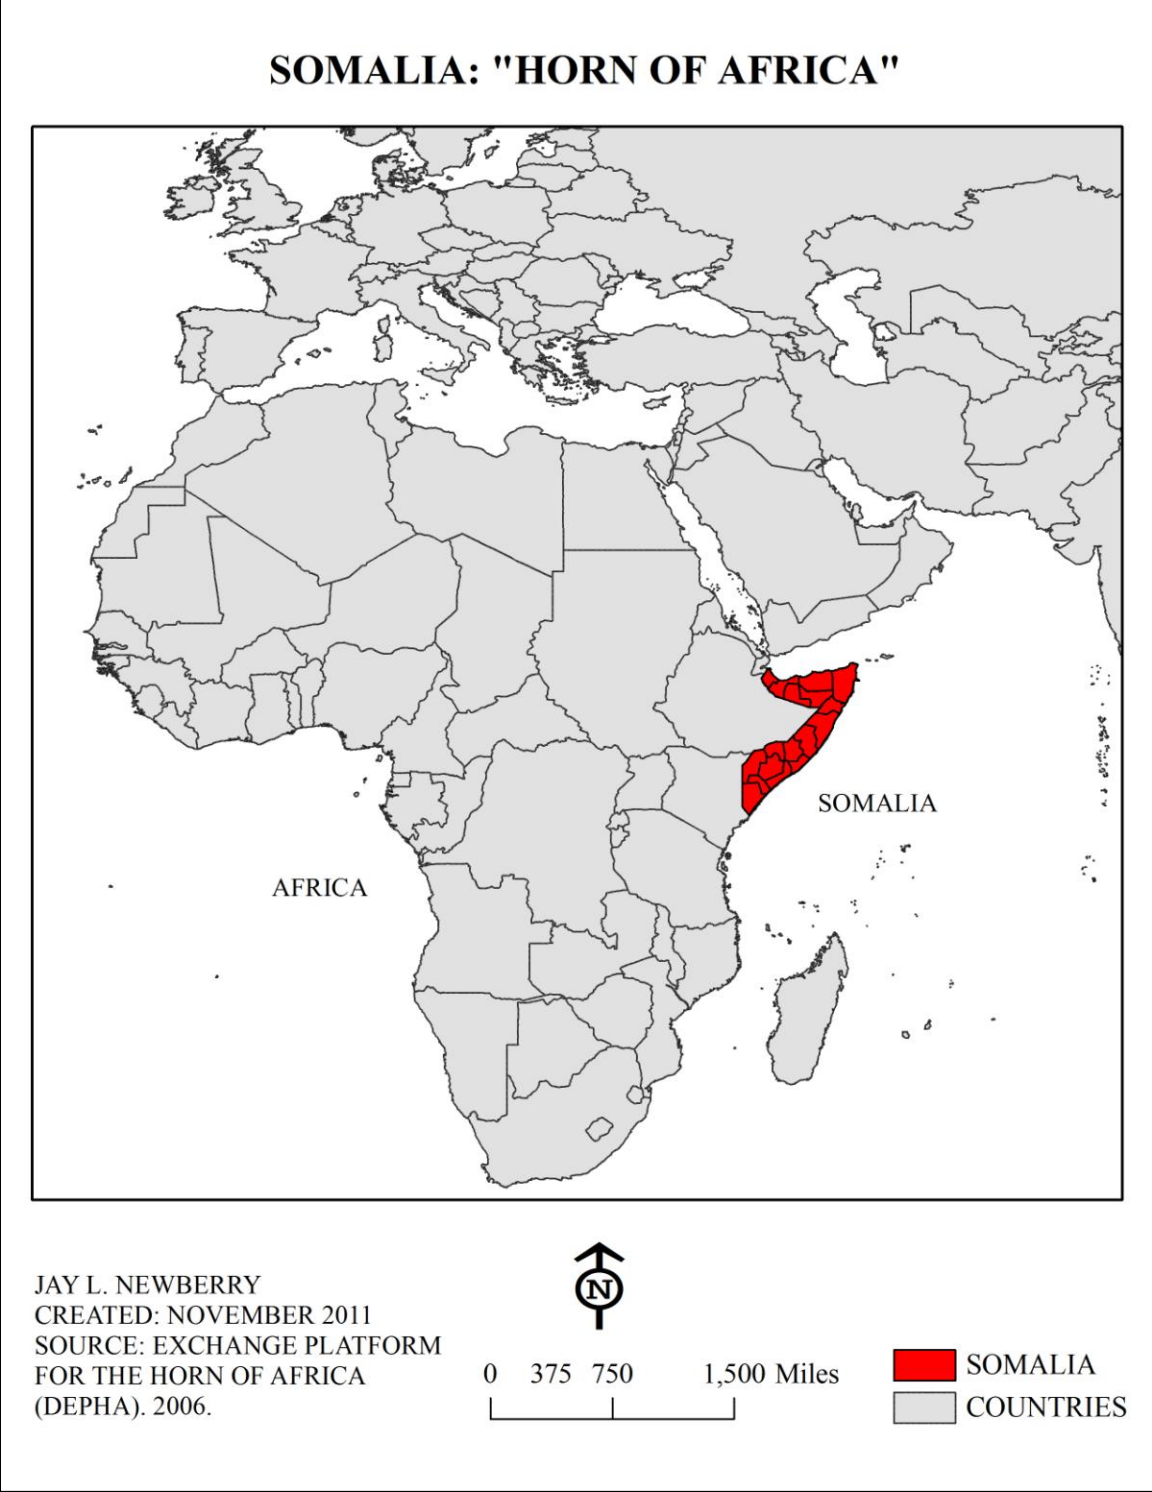 SOMALIA: "HORN OF AFRICA"
SOMALIA
AFRICA
JAY L. NEWBERRY
CREATED: NOVEMBER 2011
SOURCE: EXCHANGE PLATFORM
FOR THE HORN OF AFRICA
(DEPHA). 2006.
N
0 375 750 1,500 Miles
SOMALIA
COUNTRIES